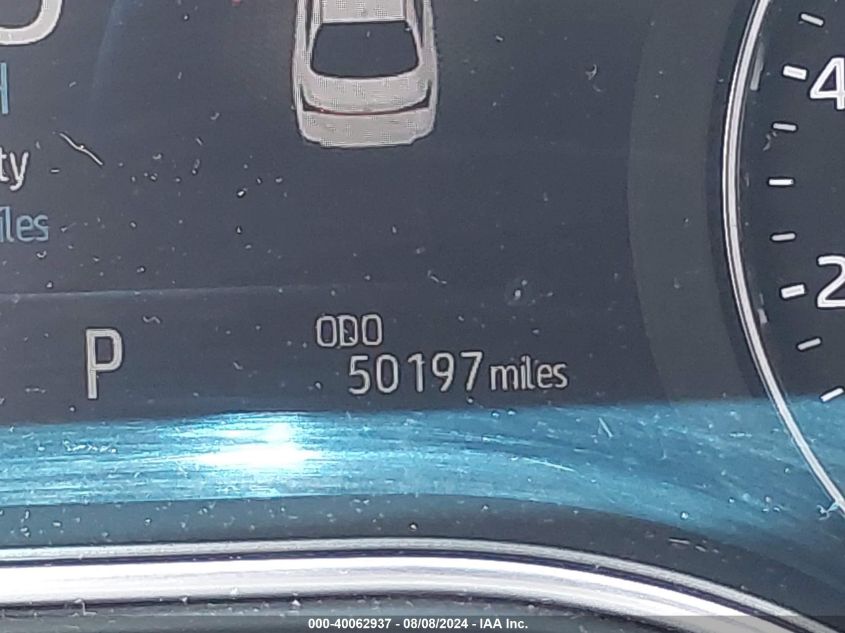 4
ty
iles
2
P
ODO
50197 miles
000-40062937 - 08/08/2024 - IAA Inc.